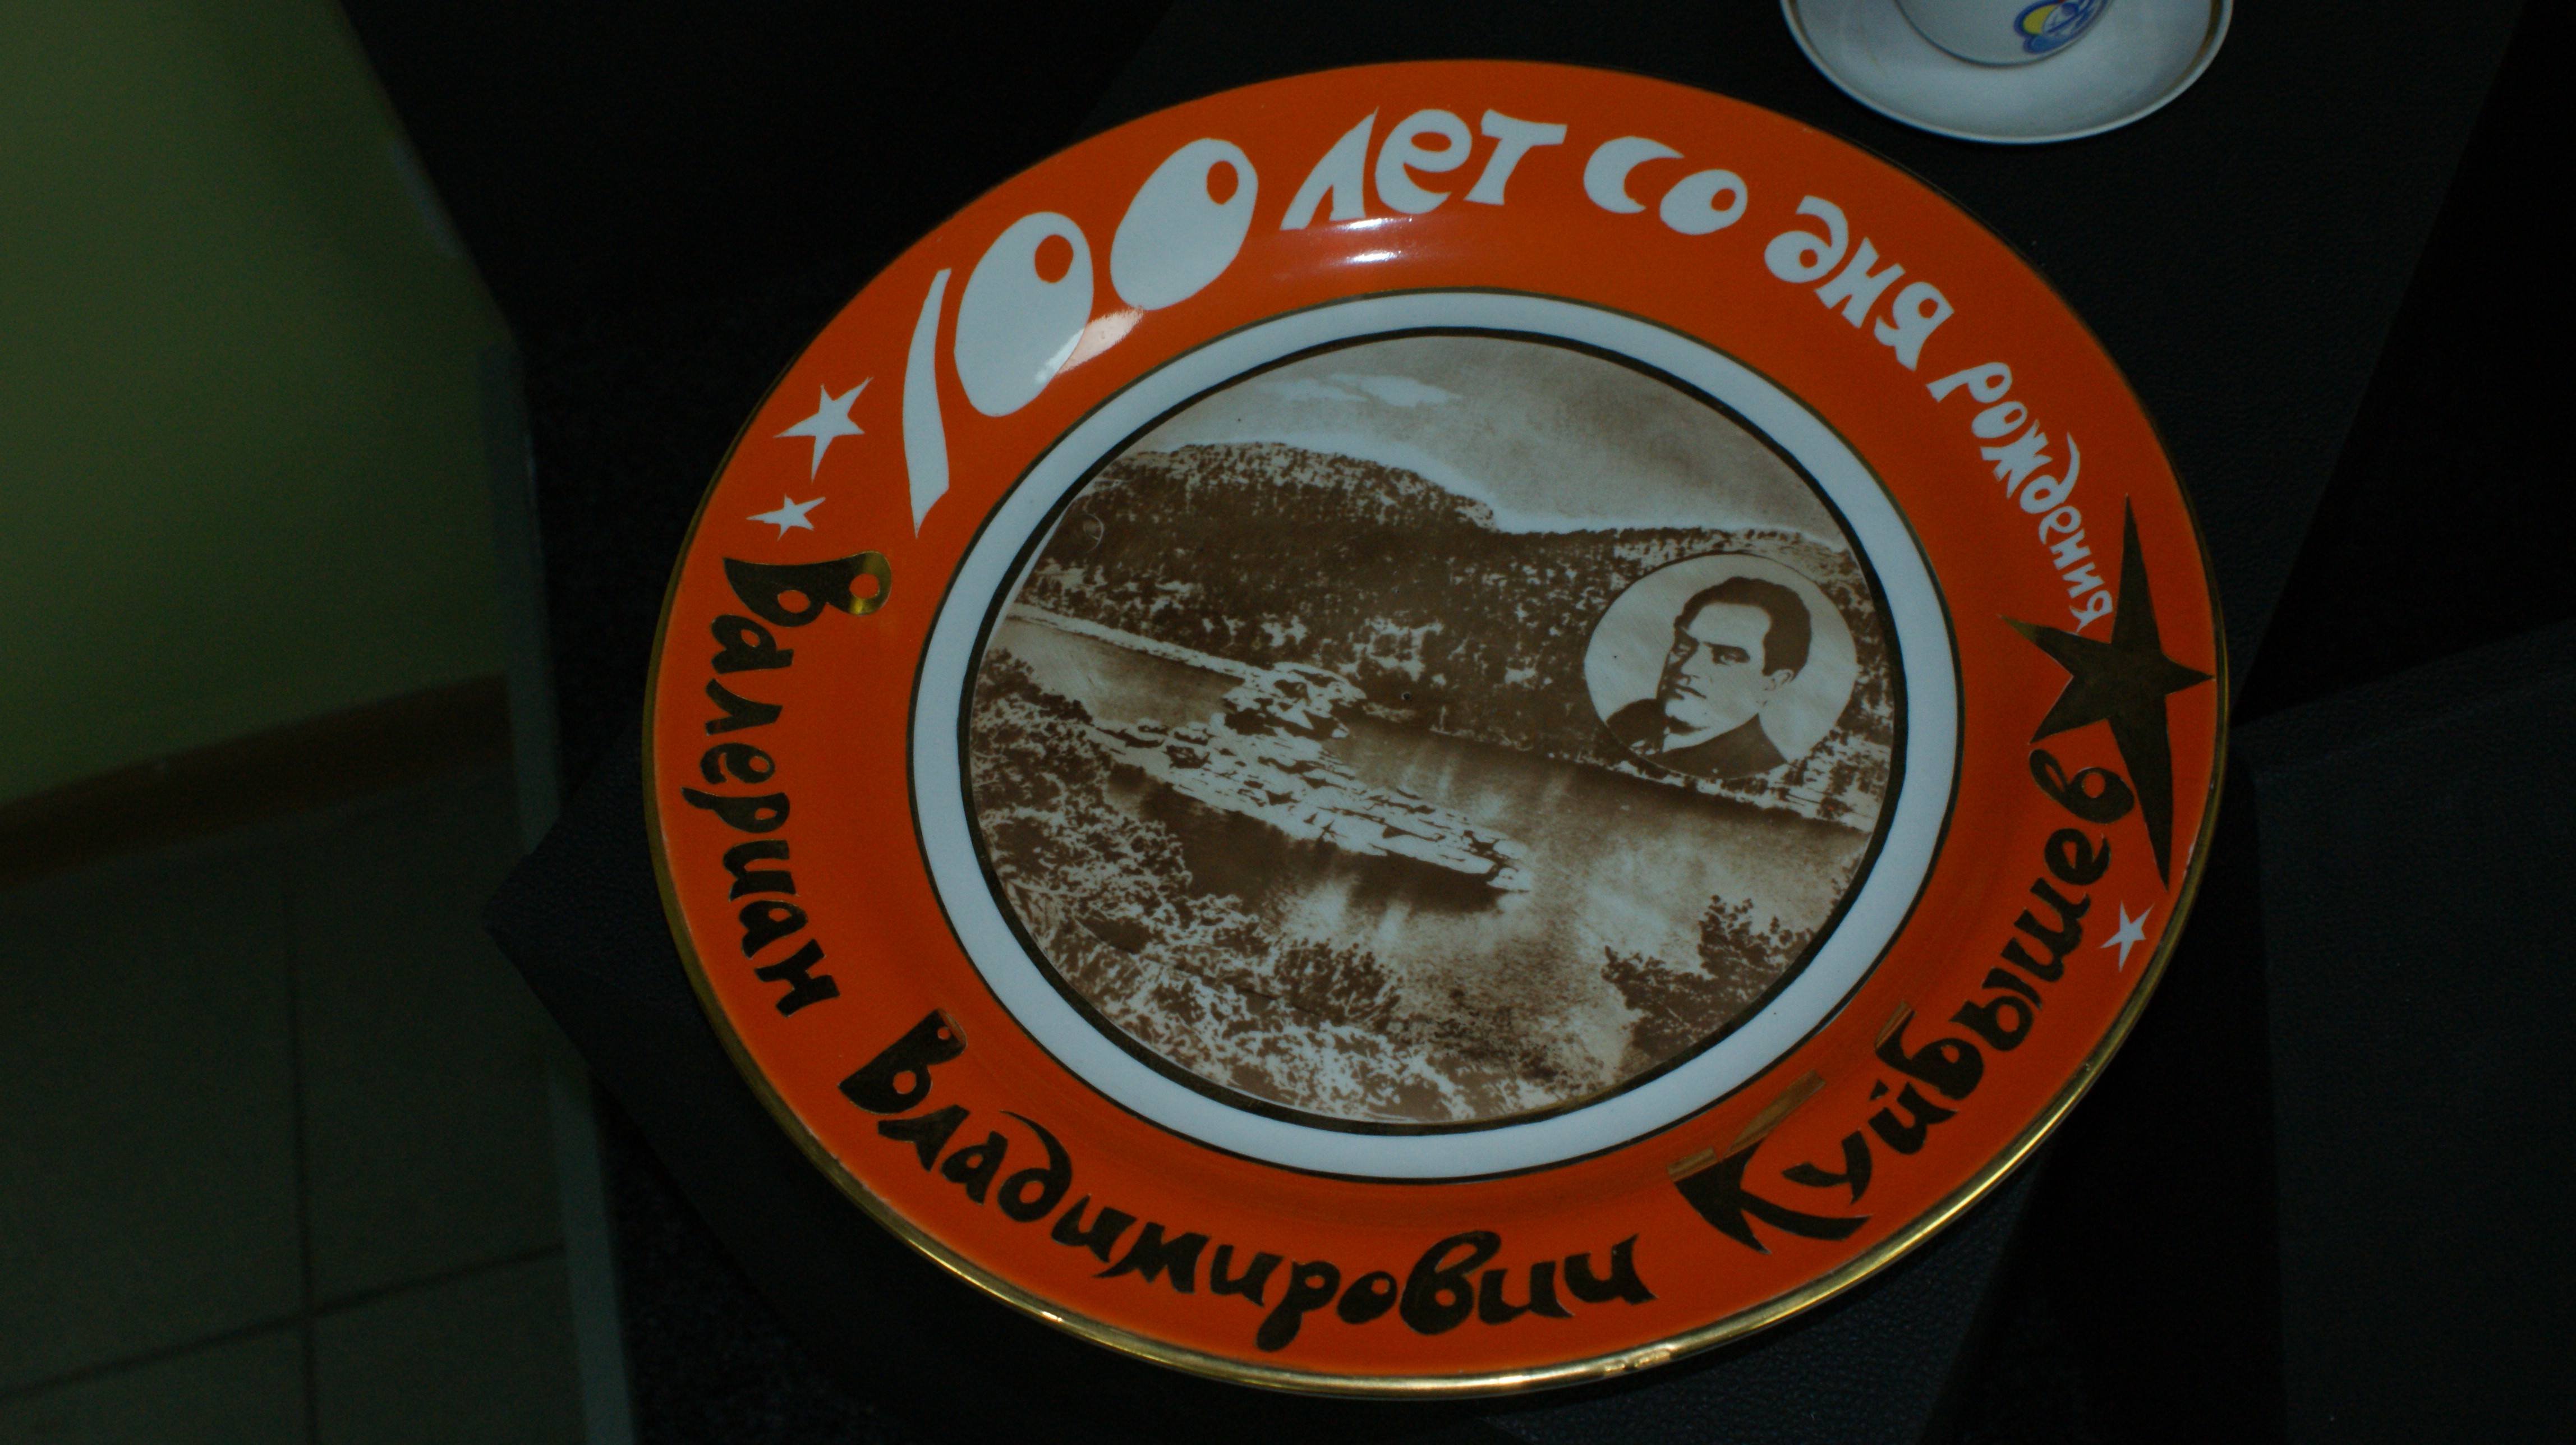 100 лет со дня рождения
Валериан Владимирович Куйбышев